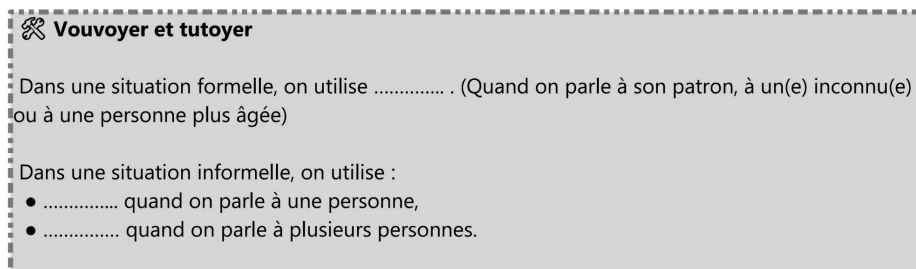 🛠 Vouvoyer et tutoyer
Dans une situation formelle, on utilise .............. . (Quand on parle à son patron, à un(e) inconnu(e)
ou à une personne plus âgée)
Dans une situation informelle, on utilise :
● ............... quand on parle à une personne,
● ............... quand on parle à plusieurs personnes.